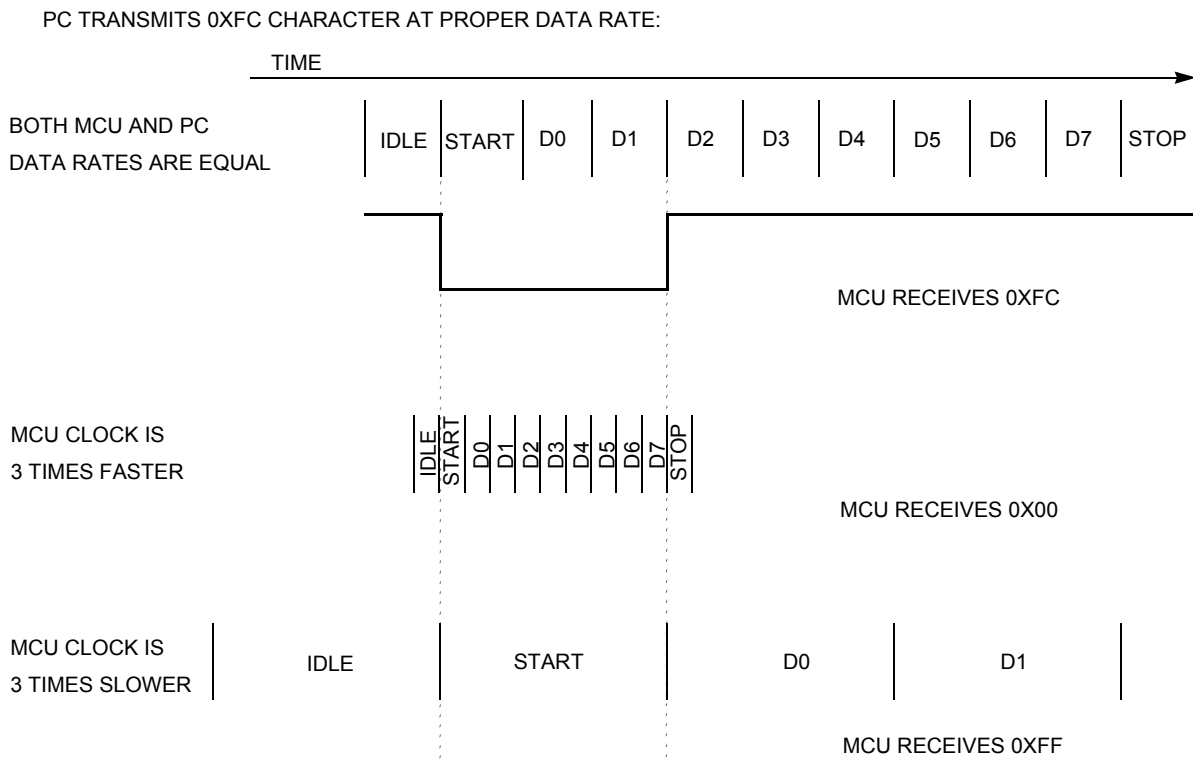 PC TRANSMITS 0XFC CHARACTER AT PROPER DATA RATE:
TIME
BOTH MCU AND PC
DATA RATES ARE EQUAL
IDLE START D0 D1 D2 D3 D4 D5 D6 D7 STOP
MCU RECEIVES 0XFC
MCU CLOCK IS
3 TIMES FASTER
IDLE START D0 D1 D2 D3 D4 D5 D6 D7 STOP
MCU RECEIVES 0X00
MCU CLOCK IS
3 TIMES SLOWER
IDLE START D0 D1
MCU RECEIVES 0XFF